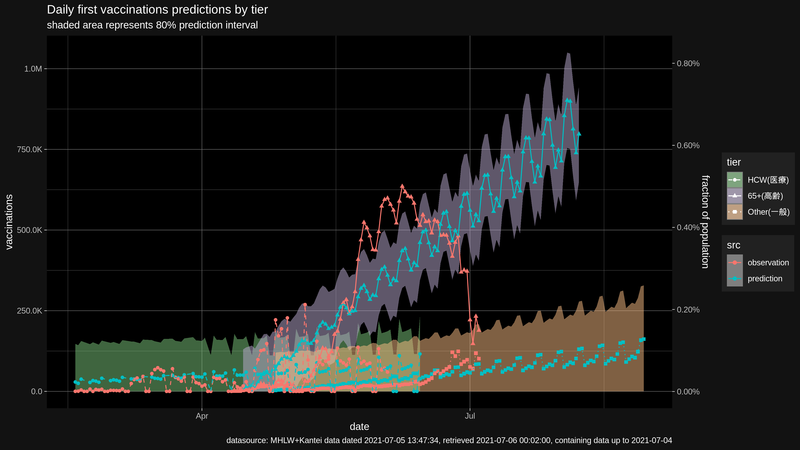 Daily first vaccinations predictions by tier
shaded area represents 80% prediction interval
1.0M
750.0K
500.0K
250.0K
0.0
vaccinations
0.80%
0.60%
0.40%
0.20%
0.00%
fraction of population
Apr
Jul
date
tier
HCW(医療)
65+(高齢)
Other(一般)
src
observation
prediction
datasource: MHLW+Kantei data dated 2021-07-05 13:47:34, retrieved 2021-07-06 00:02:00, containing data up to 2021-07-04